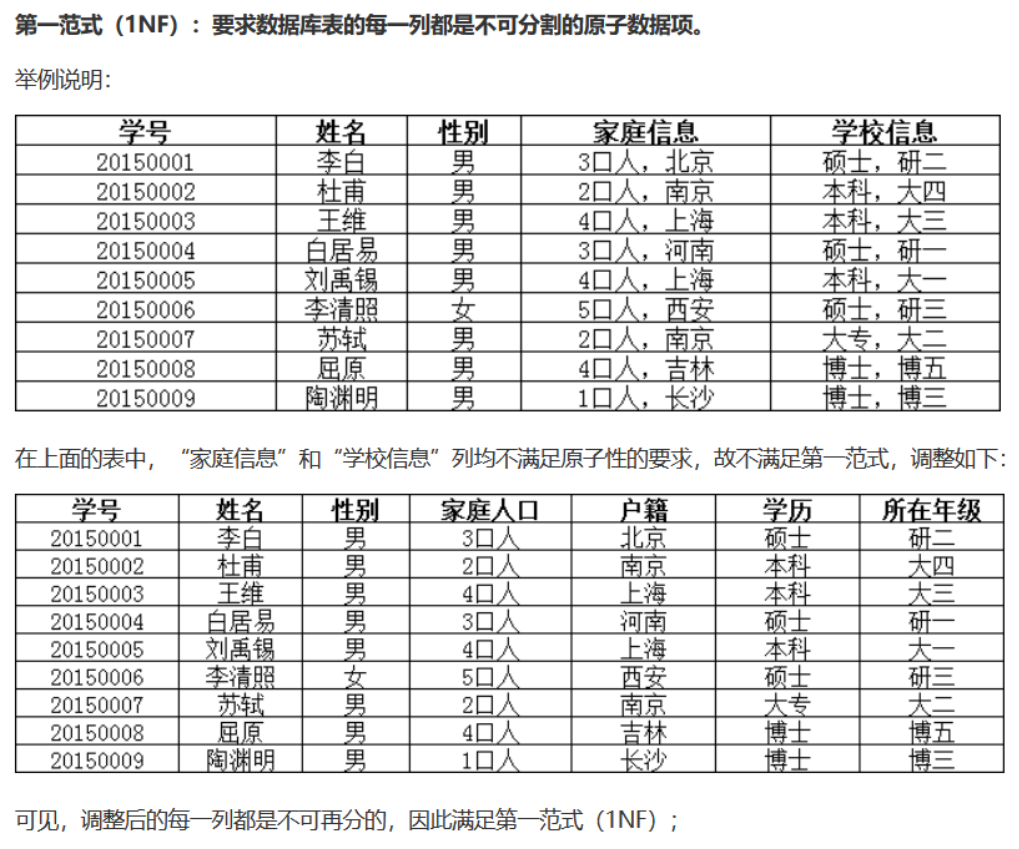 第一范式（1NF）：要求数据库表的每一列都是不可分割的原子数据项。
举例说明：
学号 姓名 性别 家庭信息 学校信息
20150001 李白 男 3口人，北京 硕士，研二
20150002 杜甫 男 2口人，南京 本科，大四
20150003 王维 男 4口人，上海 本科，大三
20150004 白居易 男 3口人，河南 硕士，研一
20150005 刘禹锡 男 4口人，上海 本科，大一
20150006 李清照 女 5口人，西安 硕士，研三
20150007 苏轼 男 2口人，南京 大专，大二
20150008 屈原 男 4口人，吉林 博士，博五
20150009 陶渊明 男 1口人，长沙 博士，博三
在上面的表中，“家庭信息”和“学校信息”列均不满足原子性的要求，故不满足第一范式，调整如下：
学号 姓名 性别 家庭人口 户籍 学历 所在年级
20150001 李白 男 3口人 北京 硕士 研二
20150002 杜甫 男 2口人 南京 本科 大四
20150003 王维 男 4口人 上海 本科 大三
20150004 白居易 男 3口人 河南 硕士 研一
20150005 刘禹锡 男 4口人 上海 本科 大一
20150006 李清照 女 5口人 西安 硕士 研三
20150007 苏轼 男 2口人 南京 大专 大二
20150008 屈原 男 4口人 吉林 博士 博五
20150009 陶渊明 男 1口人 长沙 博士 博三
可见，调整后的每一列都是不可再分的，因此满足第一范式（1NF）；